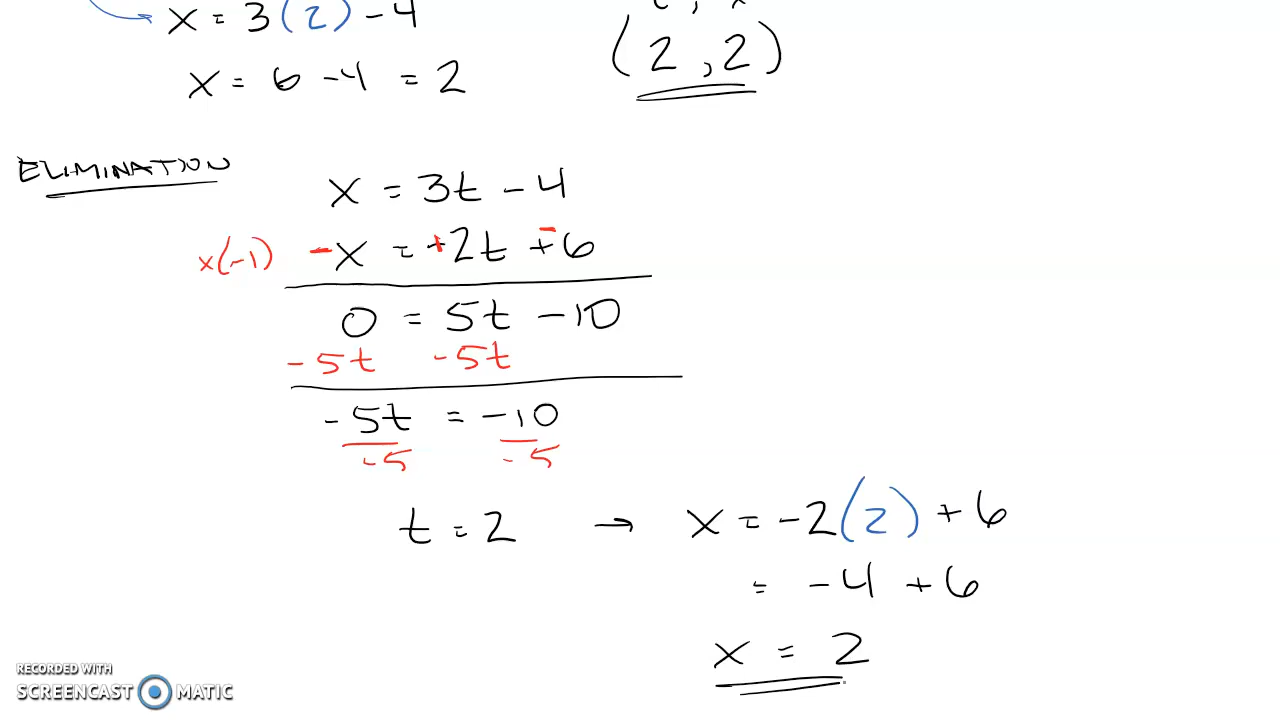 x = 3(2) - 4
x = 6 - 4 = 2
(2, 2)
ELIMINATION
x = 3t - 4
x(-1) -x = +2t -6
0 = 5t - 10
-5t -5t
-5t = -10
-5 -5
t = 2 → x = -2(2) + 6
= -4 + 6
x = 2
RECORDED WITH
SCREENCAST MATIC